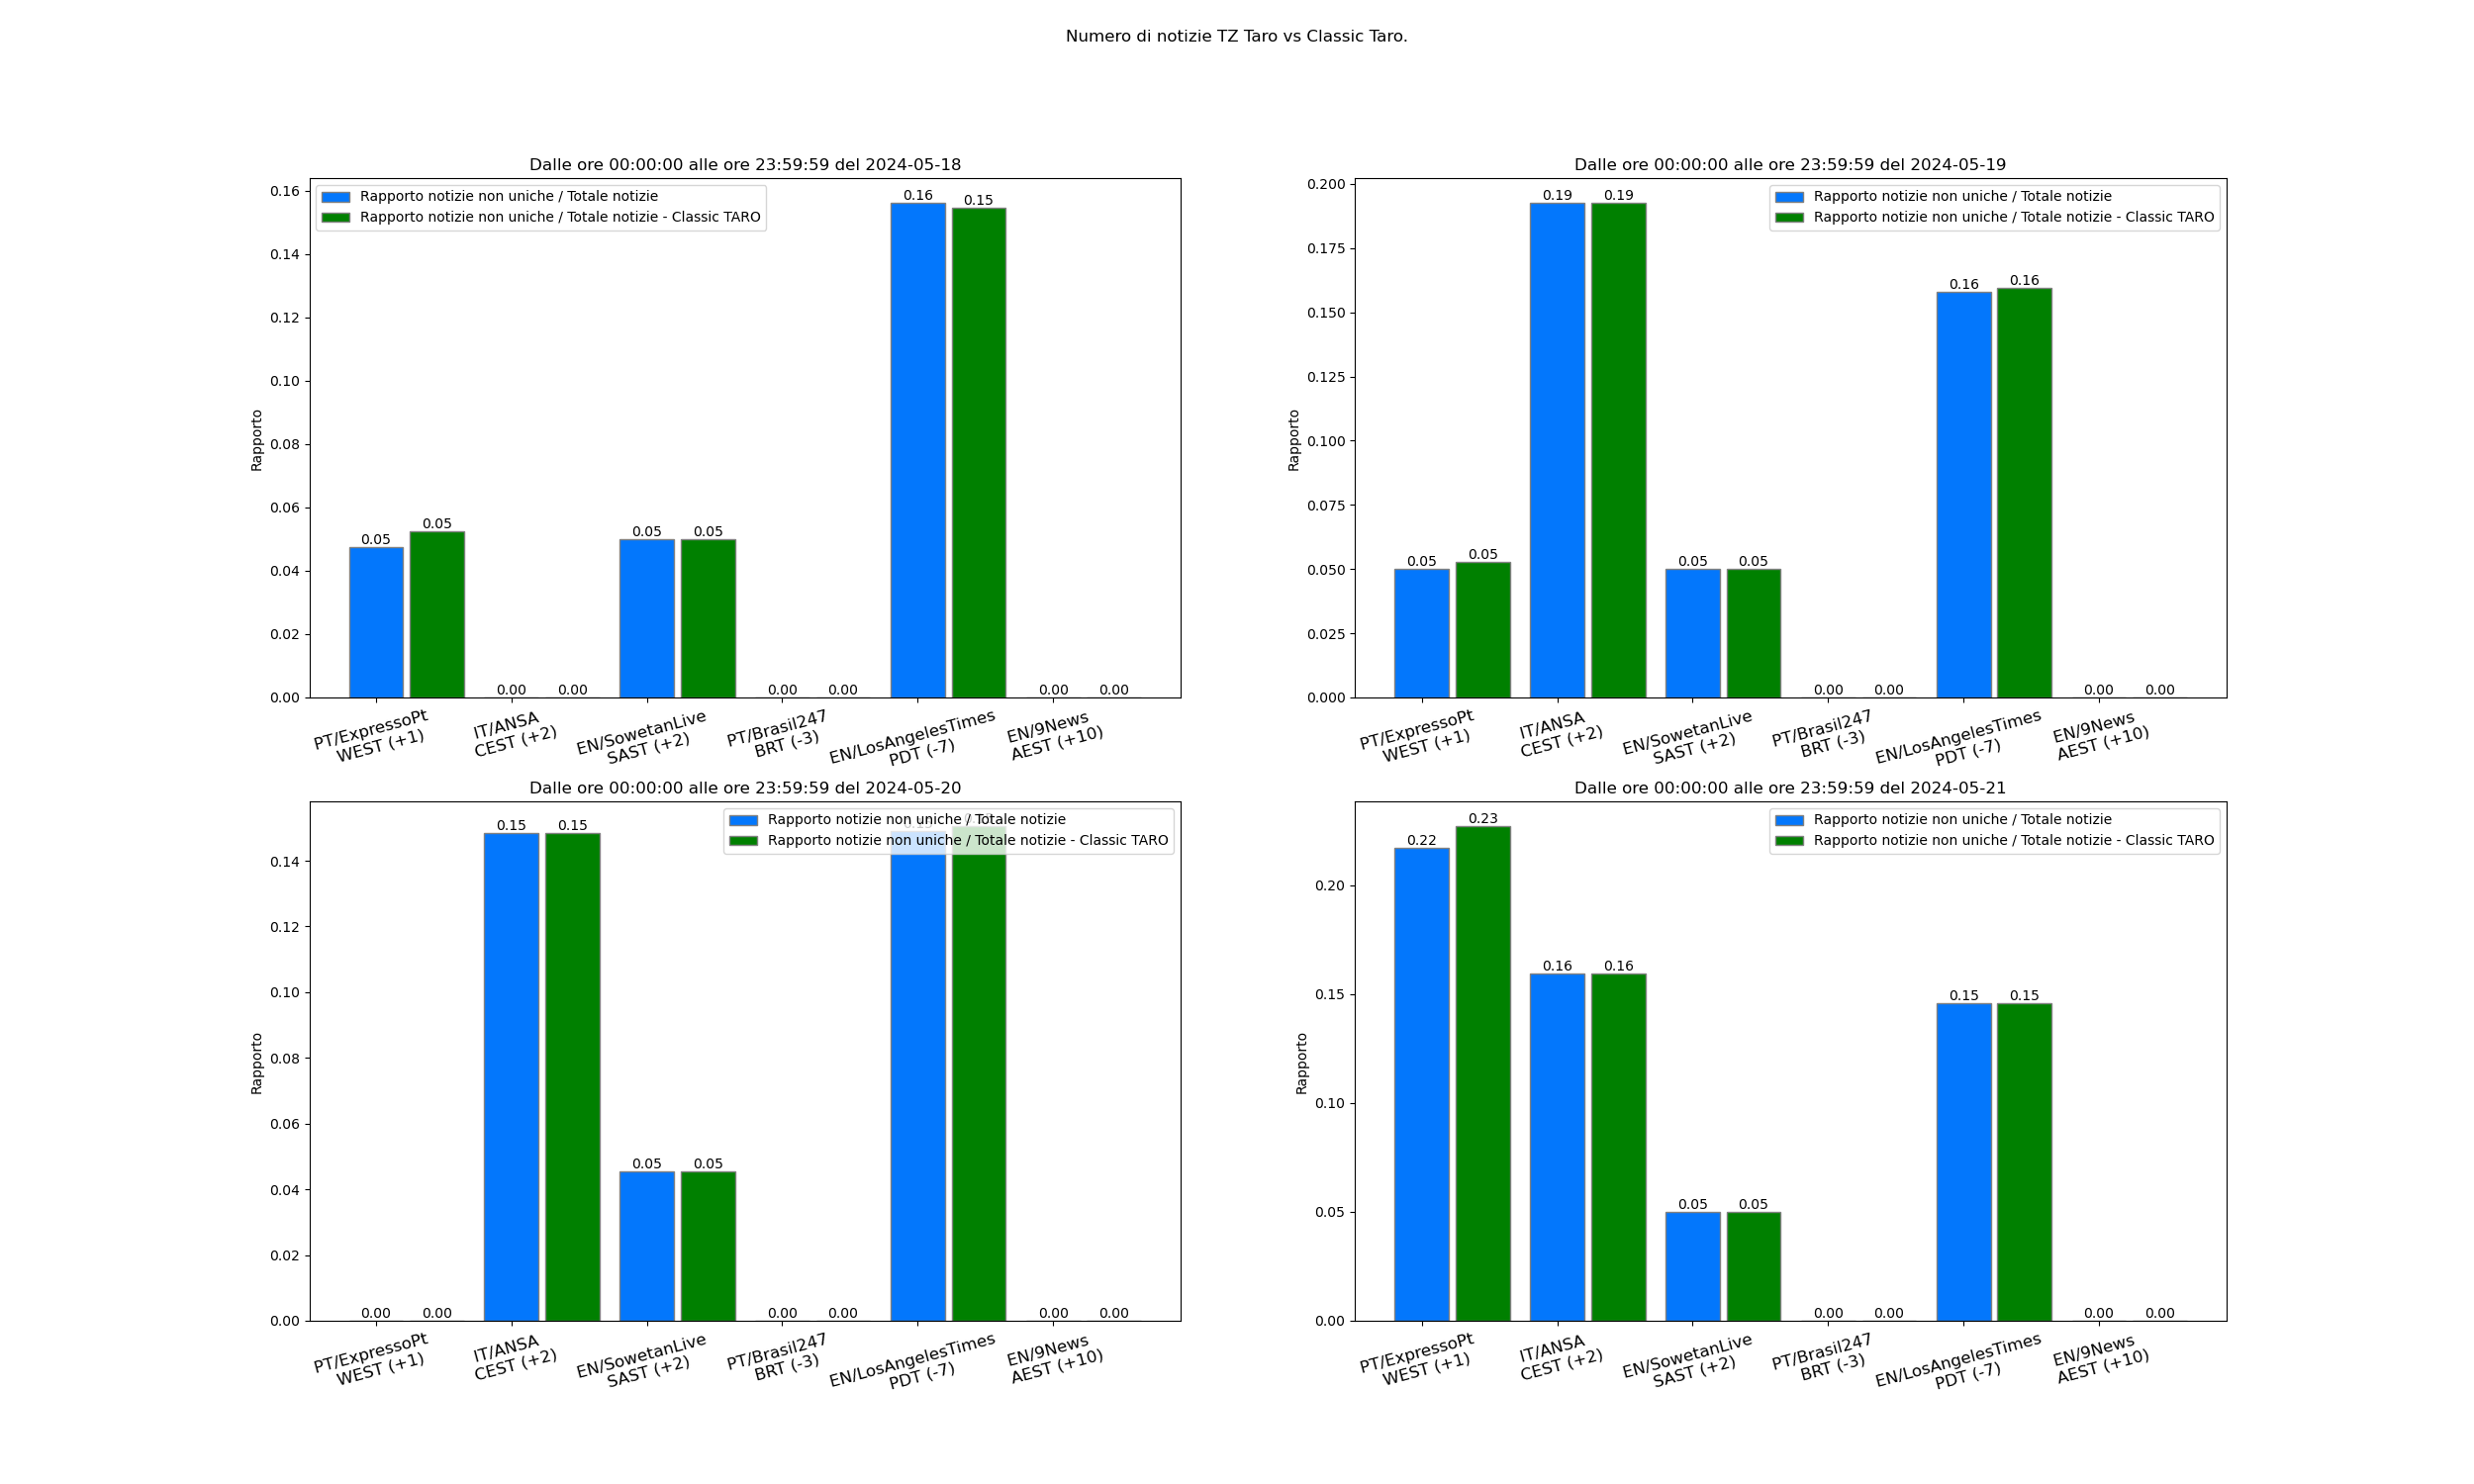 Numero di notizie TZ Taro vs Classic Taro.
Dalle ore 00:00:00 alle ore 23:59:59 del 2024-05-18
Rapporto notizie non uniche / Totale notizie
Rapporto notizie non uniche / Totale notizie - Classic TARO
Rapporto
0.16
0.14
0.12
0.10
0.08
0.06
0.04
0.02
0.00
0.05
0.05
0.00
0.00
0.05
0.05
0.00
0.00
0.16
0.15
0.00
0.00
PT/ExpressoPt
WEST (+1)
IT/ANSA
CEST (+2)
EN/SowetanLive
SAST (+2)
PT/Brasil247
BRT (-3)
EN/LosAngelesTimes
PDT (-7)
EN/9News
AEST (+10)
Dalle ore 00:00:00 alle ore 23:59:59 del 2024-05-19
Rapporto notizie non uniche / Totale notizie
Rapporto notizie non uniche / Totale notizie - Classic TARO
Rapporto
0.200
0.175
0.150
0.125
0.100
0.075
0.050
0.025
0.000
0.05
0.05
0.19
0.19
0.05
0.05
0.00
0.00
0.16
0.16
0.00
0.00
PT/ExpressoPt
WEST (+1)
IT/ANSA
CEST (+2)
EN/SowetanLive
SAST (+2)
PT/Brasil247
BRT (-3)
EN/LosAngelesTimes
PDT (-7)
EN/9News
AEST (+10)
Dalle ore 00:00:00 alle ore 23:59:59 del 2024-05-20
Rapporto notizie non uniche / Totale notizie
Rapporto notizie non uniche / Totale notizie - Classic TARO
Rapporto
0.14
0.12
0.10
0.08
0.06
0.04
0.02
0.00
0.00
0.00
0.15
0.15
0.05
0.05
0.00
0.00
0.00
0.00
PT/ExpressoPt
WEST (+1)
IT/ANSA
CEST (+2)
EN/SowetanLive
SAST (+2)
PT/Brasil247
BRT (-3)
EN/LosAngelesTimes
PDT (-7)
EN/9News
AEST (+10)
Dalle ore 00:00:00 alle ore 23:59:59 del 2024-05-21
Rapporto notizie non uniche / Totale notizie
Rapporto notizie non uniche / Totale notizie - Classic TARO
Rapporto
0.20
0.15
0.10
0.05
0.00
0.22
0.23
0.16
0.16
0.05
0.05
0.00
0.00
0.15
0.15
0.00
0.00
PT/ExpressoPt
WEST (+1)
IT/ANSA
CEST (+2)
EN/SowetanLive
SAST (+2)
PT/Brasil247
BRT (-3)
EN/LosAngelesTimes
PDT (-7)
EN/9News
AEST (+10)